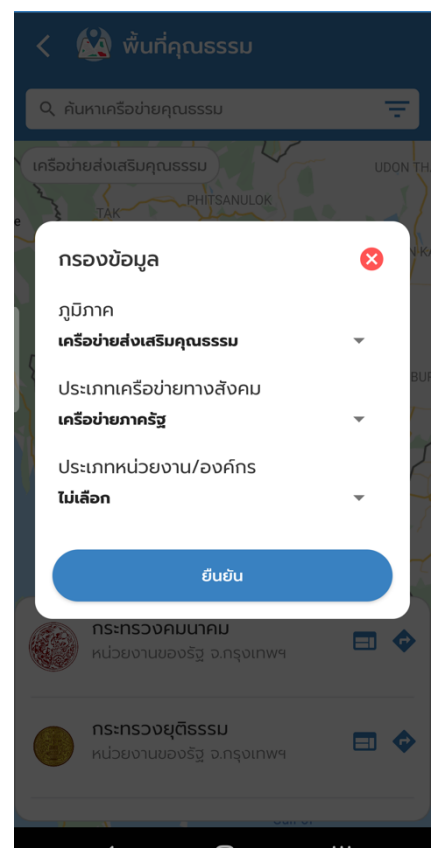 พื้นที่คุณธรรม
ค้นหาเครือข่ายคุณธรรม
เครือข่ายส่งเสริมคุณธรรม
UDON TH
PHITSANULOK
TAK
กรองข้อมูล
ภูมิภาค
เครือข่ายส่งเสริมคุณธรรม
ประเภทเครือข่ายทางสังคม
เครือข่ายภาครัฐ
ประเภทหน่วยงาน/องค์กร
ไม่เลือก
ยืนยัน
กระทรวงคมนาคม
หน่วยงานของรัฐ จ.กรุงเทพฯ
กระทรวงยุติธรรม
หน่วยงานของรัฐ จ.กรุงเทพฯ